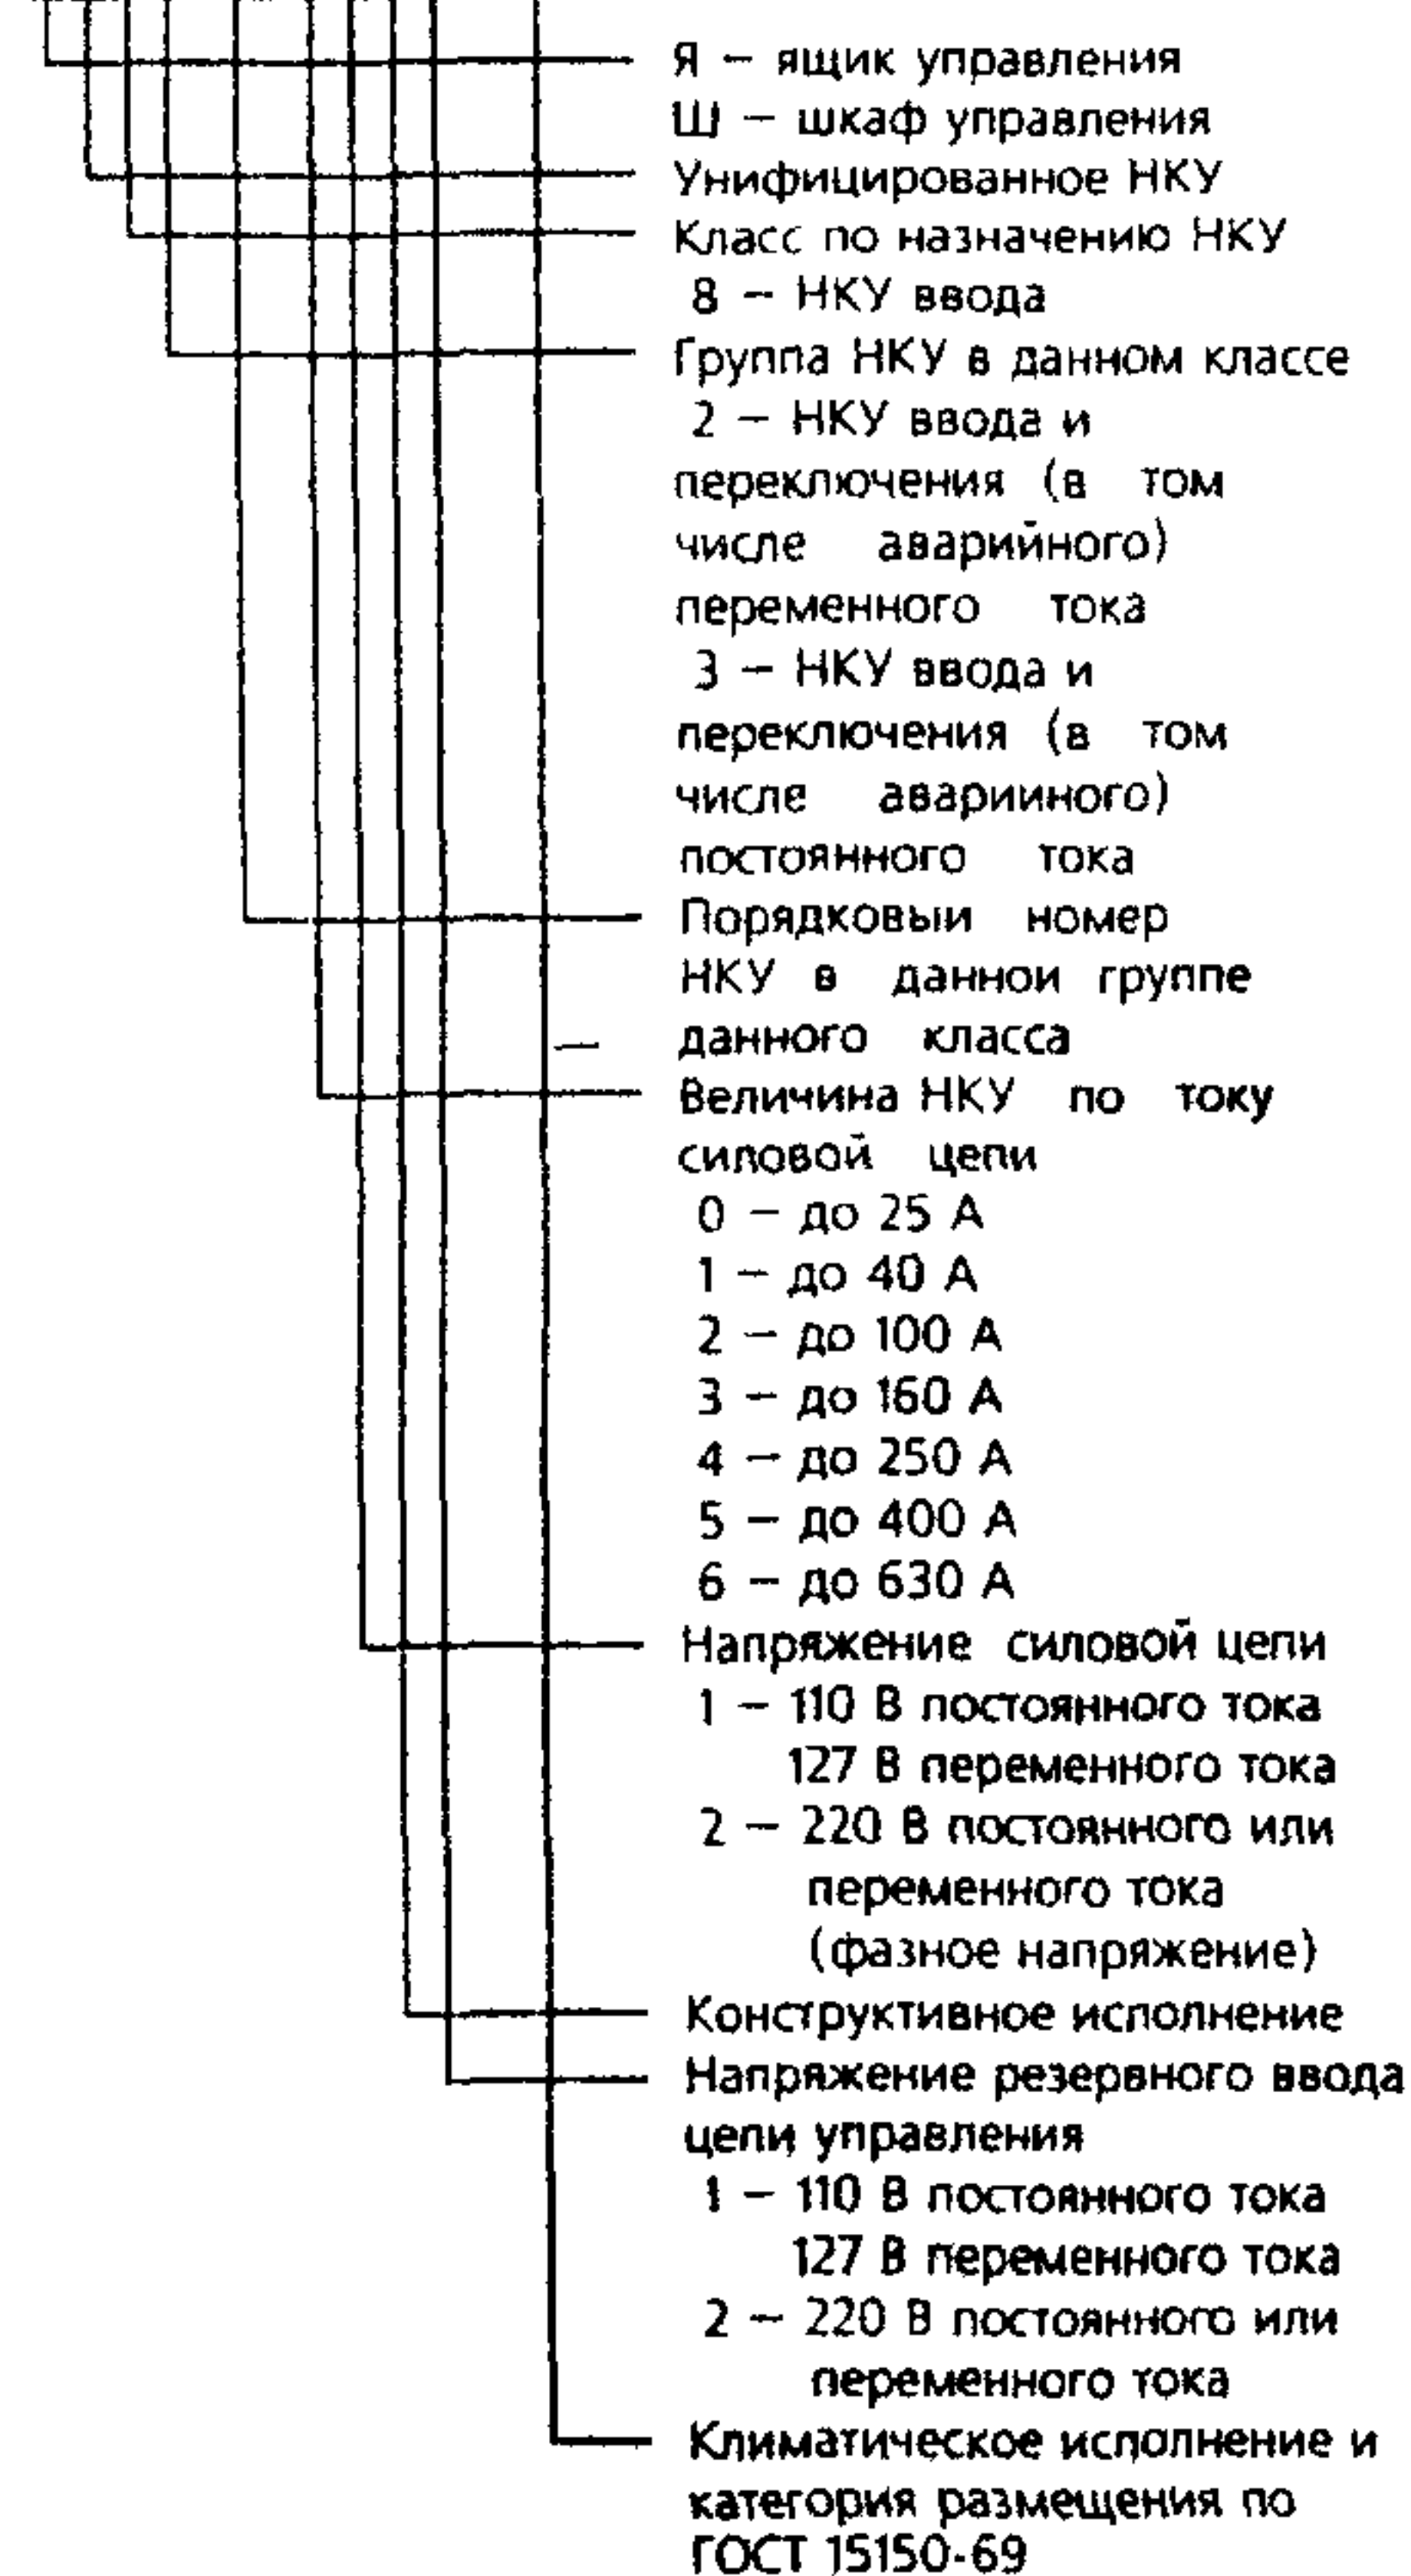 Я – ящик управления
Ш – шкаф управления
Унифицированное НКУ
Класс по назначению НКУ
8 – НКУ ввода
Группа НКУ в данном классе
2 – НКУ ввода и
переключения (в том
числе аварийного)
переменного тока
3 – НКУ ввода и
переключения (в том
числе аварииного)
постоянного тока
Порядковыи номер
НКУ в даннои группе
данного класса
Величина НКУ по току
силовой цепи
0 – до 25 А
1 – до 40 А
2 – до 100 А
3 – до 160 А
4 – до 250 А
5 – до 400 А
6 – до 630 А
Напряжение силовой цепи
1 – 110 В постоянного тока
127 В переменного тока
2 – 220 В постоянного или
переменного тока
(фазное напряжение)
Конструктивное исполнение
Напряжение резервного ввода
цепи управления
1 – 110 В постоянного тока
127 В переменного тока
2 – 220 В постоянного или
переменного тока
Климатическое исполнение и
категория размещения по
ГОСТ 15150-69